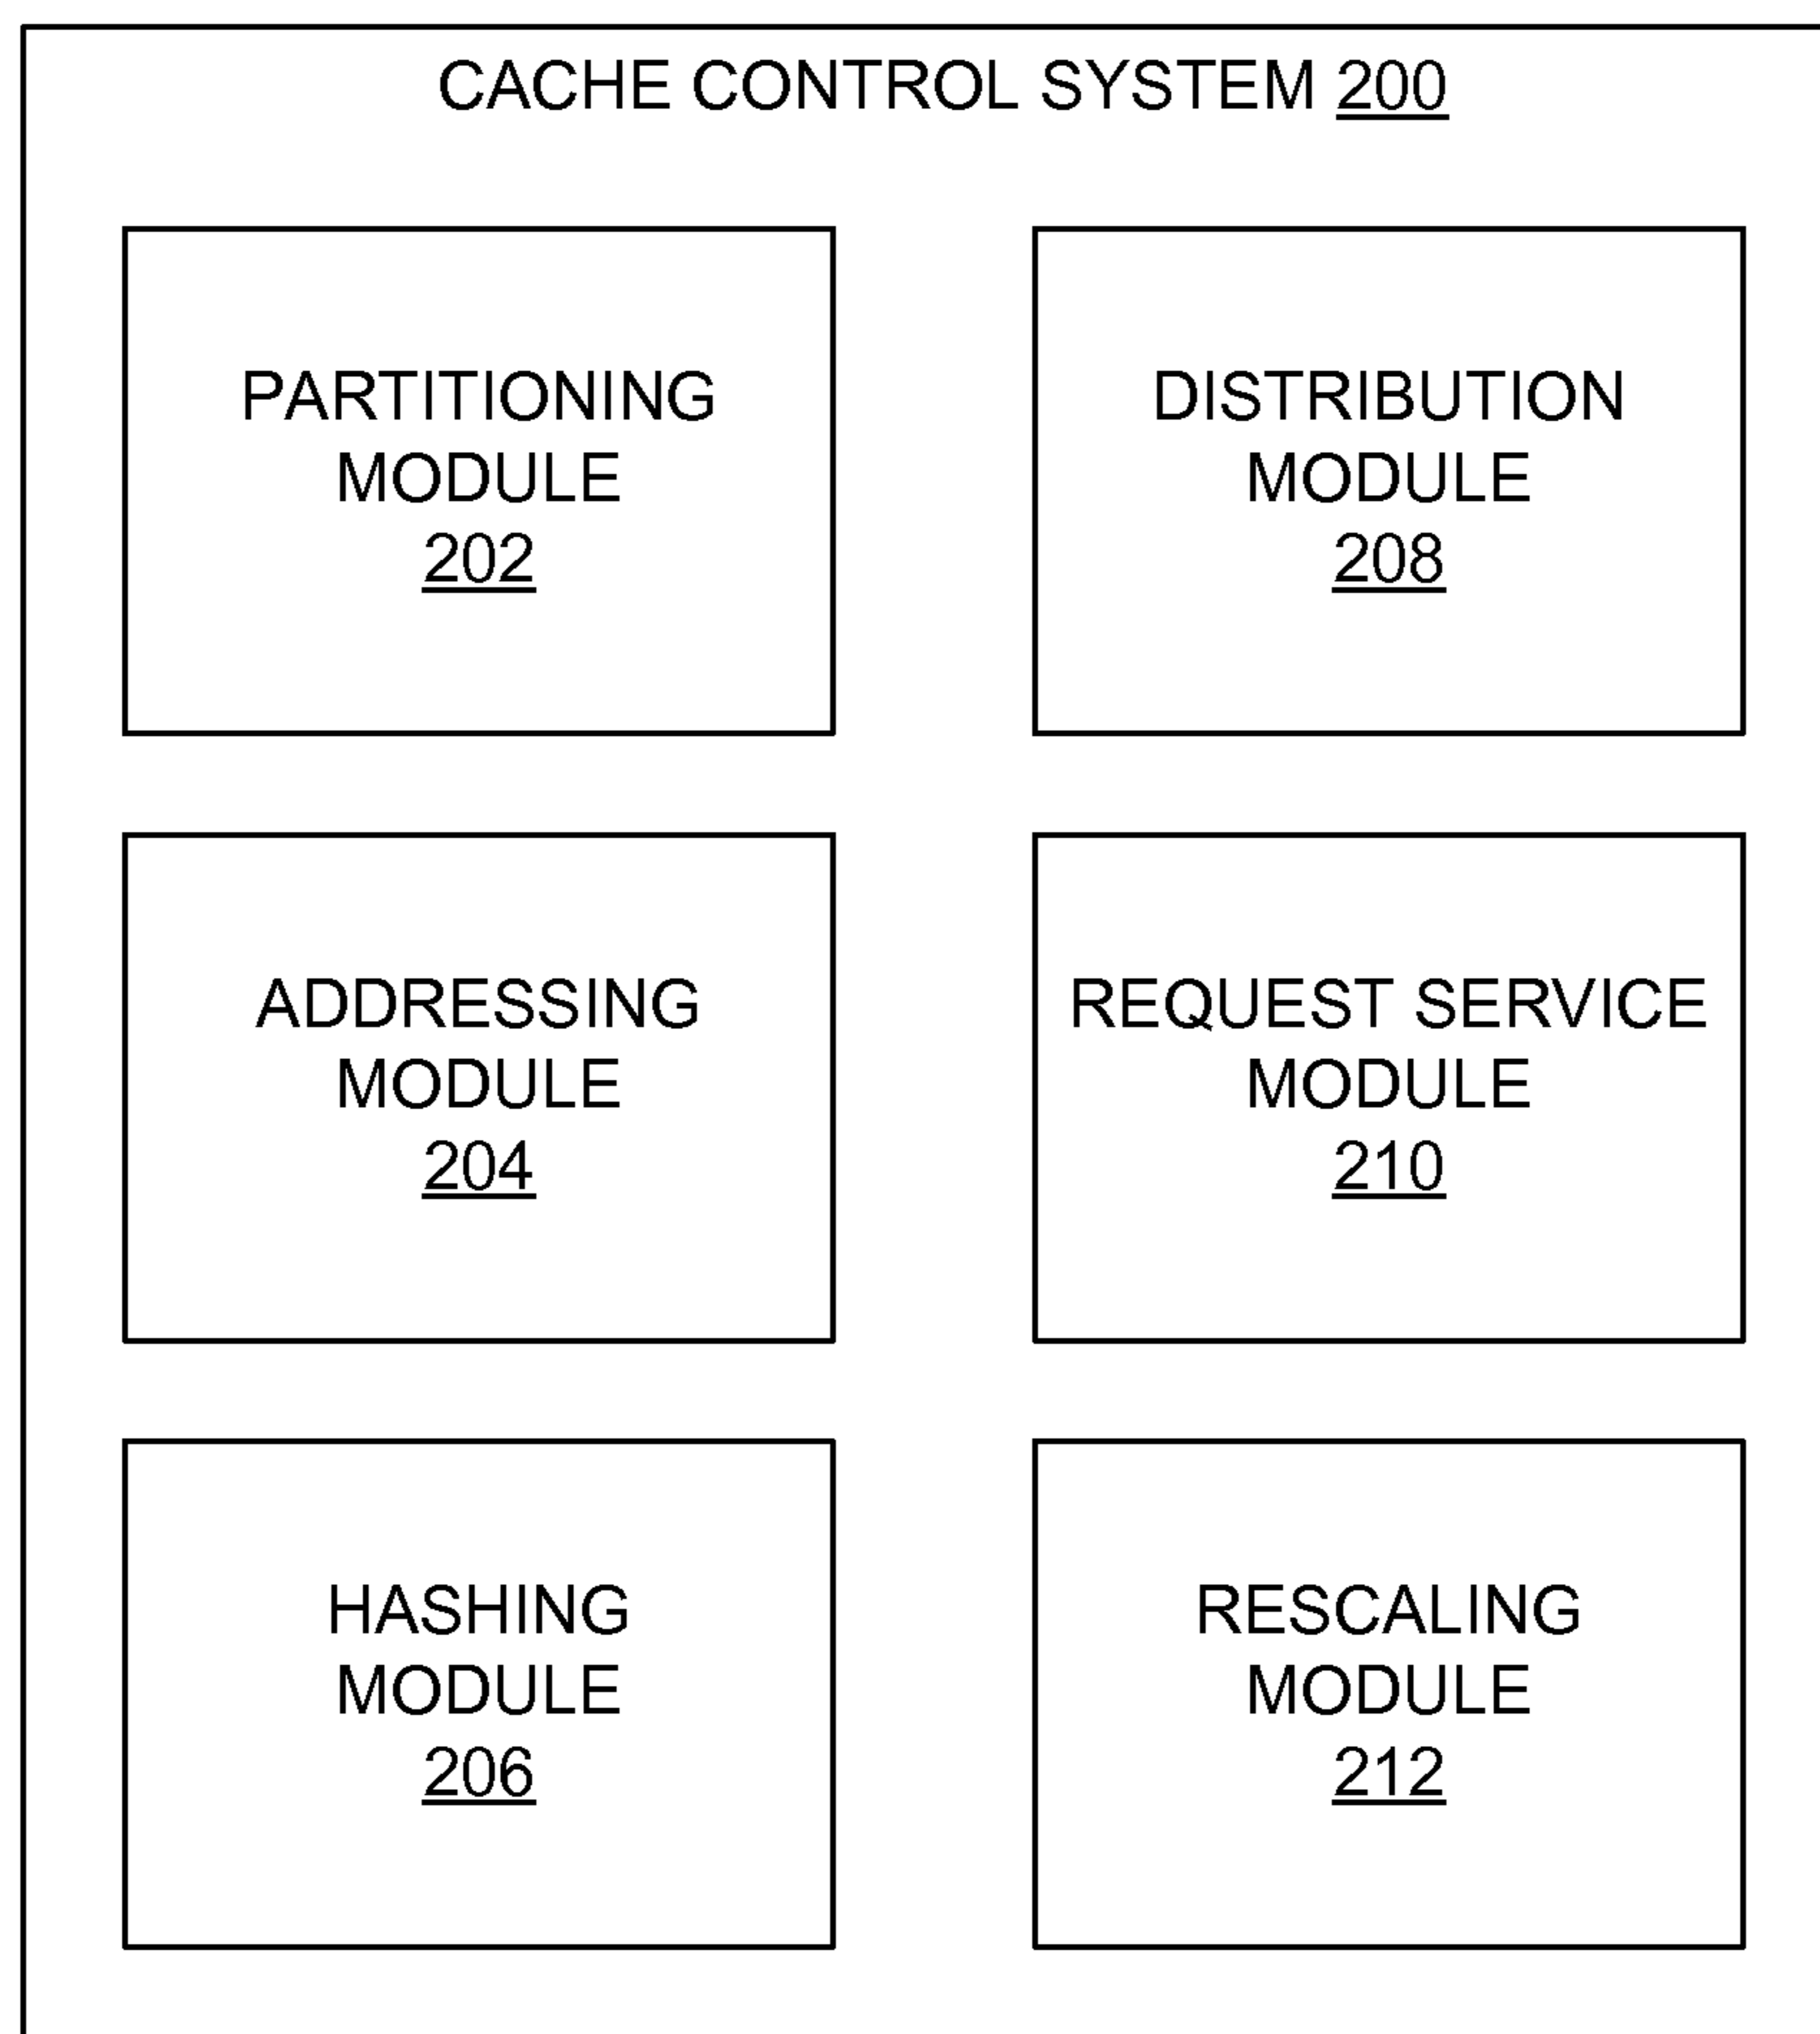 CACHE CONTROL SYSTEM 200
PARTITIONING
MODULE
202
DISTRIBUTION
MODULE
208
ADDRESSING
MODULE
204
REQUEST SERVICE
MODULE
210
HASHING
MODULE
206
RESCALING
MODULE
212